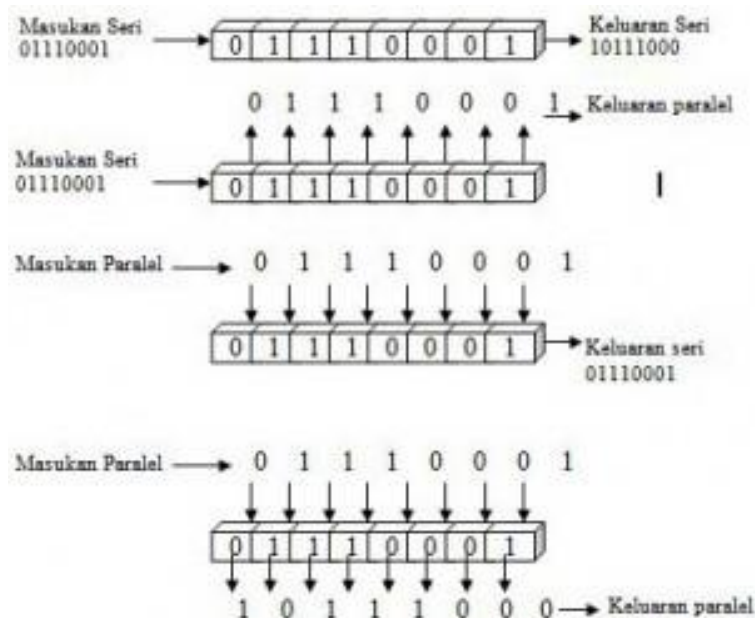 Masukan Seri
01110001
0 1 1 1 0 0 0 1
Keluaran Seri
10111000
0 1 1 1 0 0 0 1
Keluaran paralel
Masukan Seri
01110001
0 1 1 1 0 0 0 1
Masukan Paralel
0 1 1 1 0 0 0 1
0 1 1 1 0 0 0 1
Keluaran seri
01110001
Masukan Paralel
0 1 1 1 0 0 0 1
0 1 1 1 0 0 0 1
1 0 1 1 1 0 0 0
Keluaran paralel